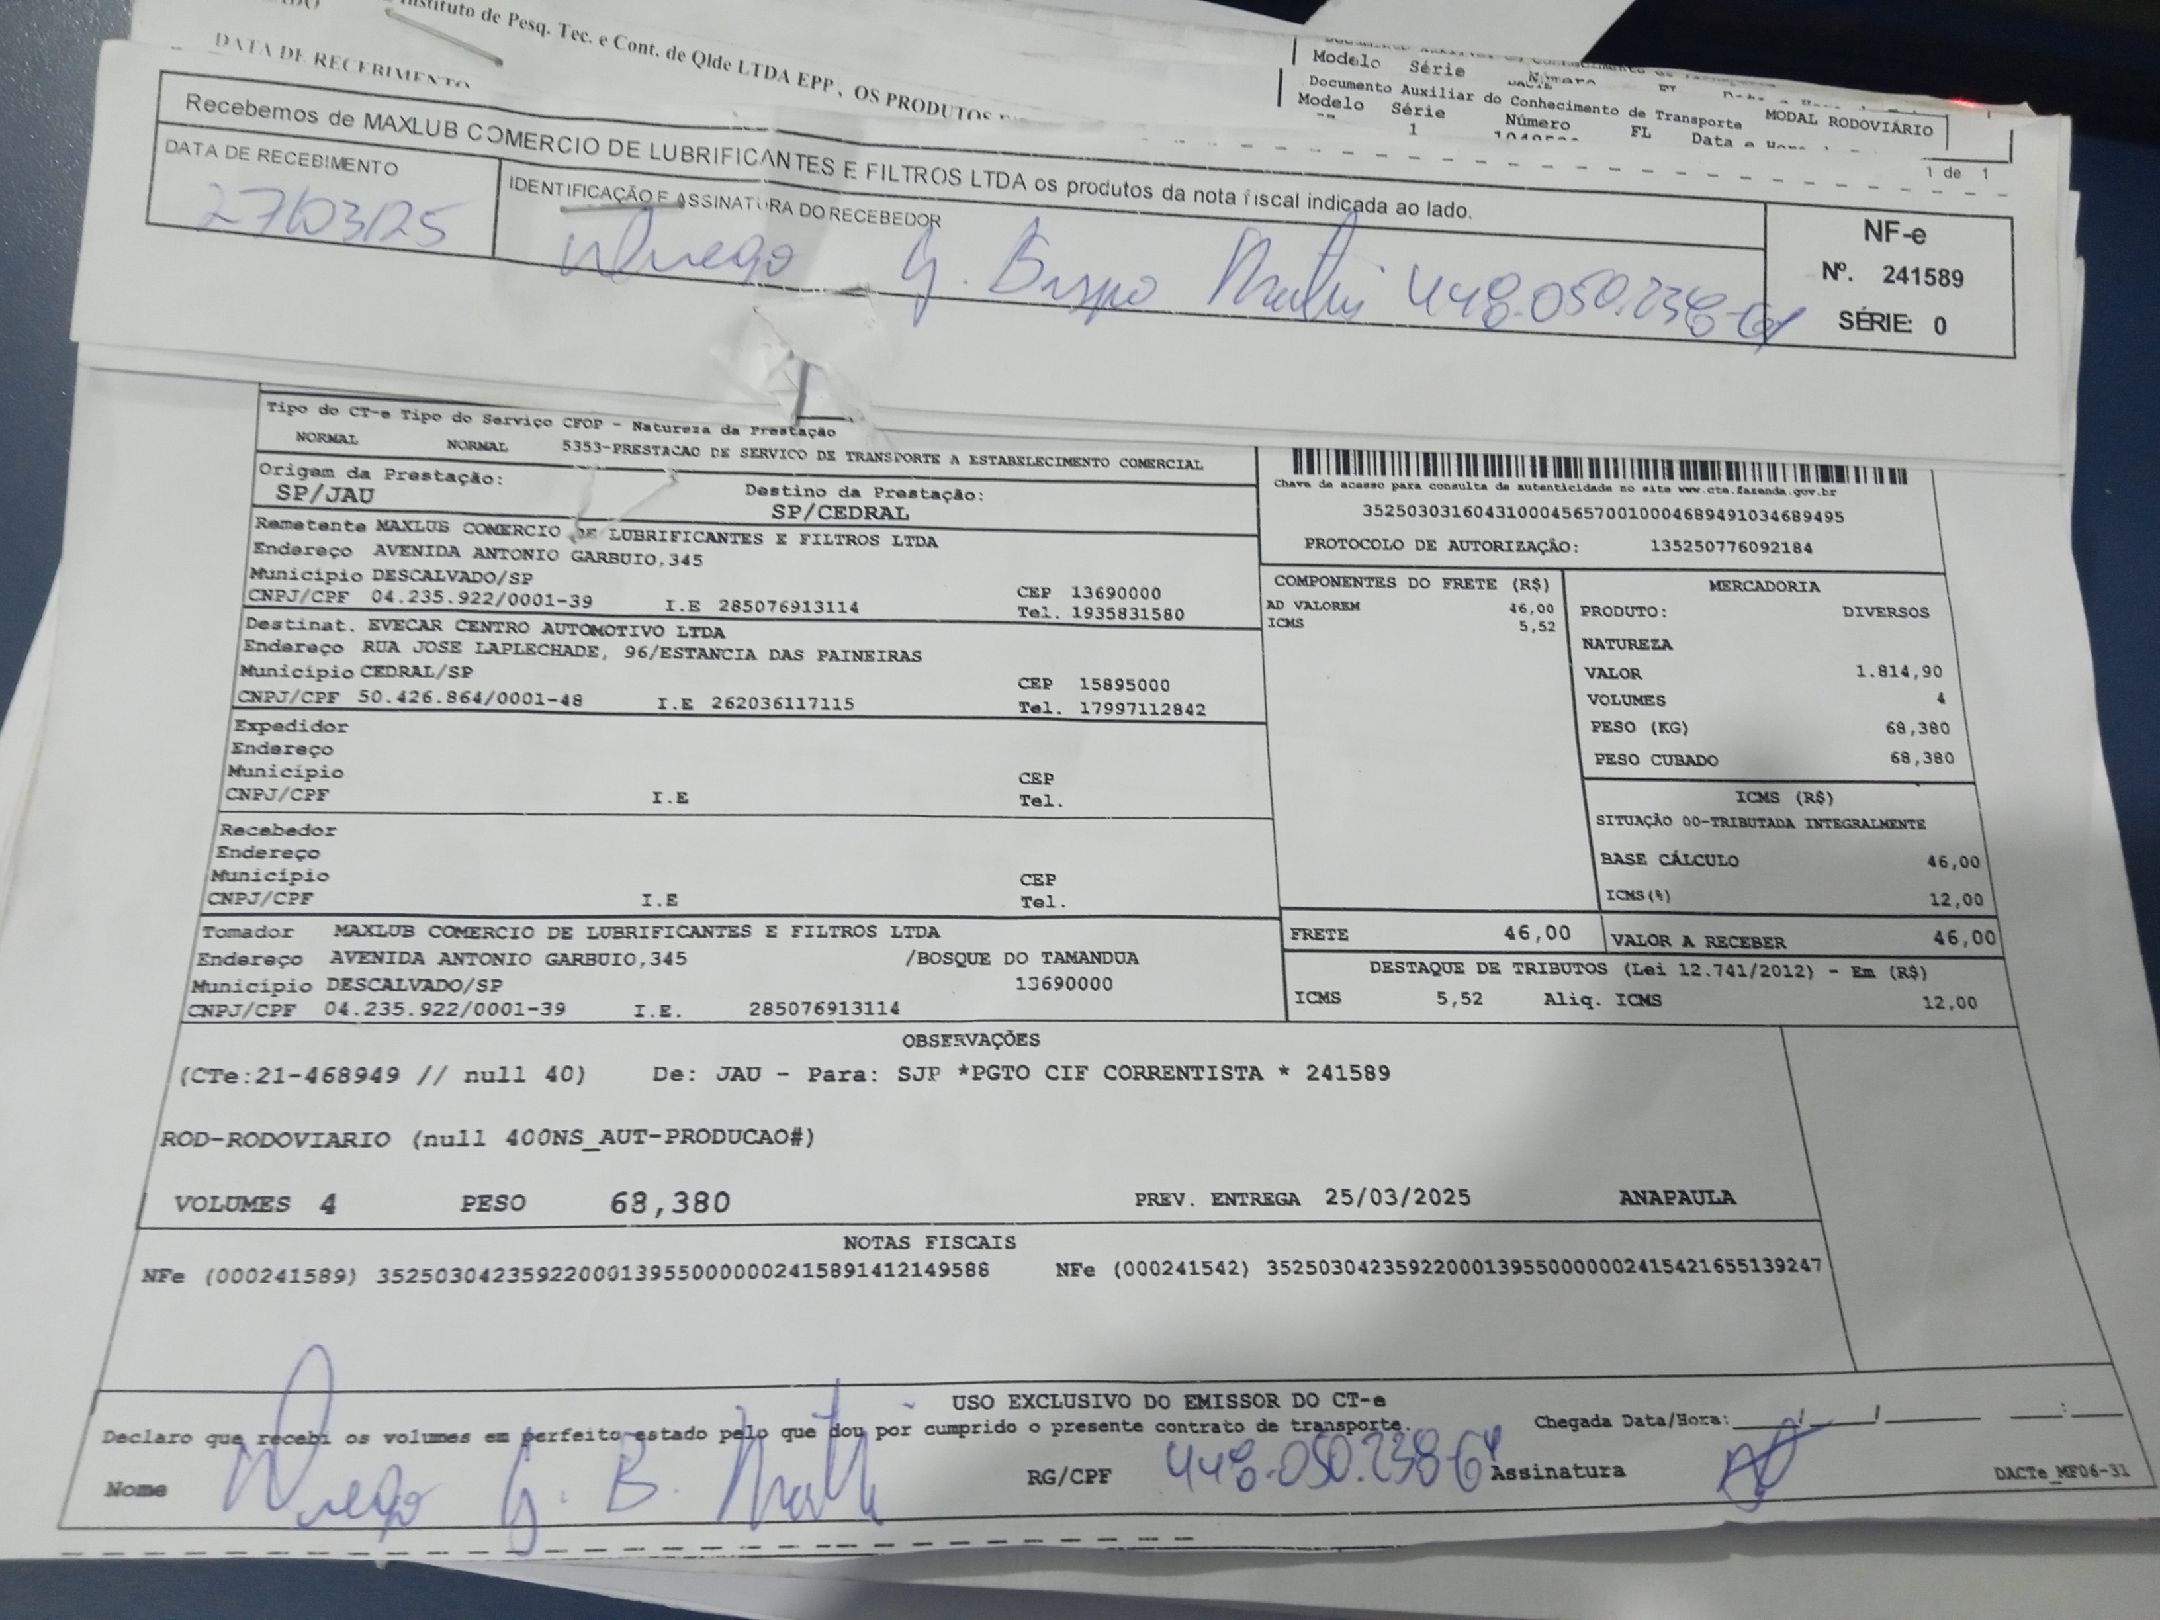 Instituto de Pesq. Tec. e Cont. de Qlde LTDA EPP, OS PRODUTOS
DATA DE RECEBIMENTO
Modelo Série Número
Documento Auxiliar do Conhecimento de Transporte MODAL RODOVIÁRIO
Modelo Série Número FL
1
1 de 1
Recebemos de MAXLUB COMERCIO DE LUBRIFICANTES E FILTROS LTDA os produtos da nota fiscal indicada ao lado.
DATA DE RECEBIMENTO
27/03/25
IDENTIFICAÇÃO E ASSINATURA DO RECEBEDOR
G. Bispo 448.050.238-64
NF-e
Nº. 241589
SÉRIE: 0
Tipo do CT-e Tipo do Serviço CFOP - Natureza da Prestação
NORMAL NORMAL 5353-PRESTACAO DE SERVICO DE TRANSPORTE A ESTABELECIMENTO COMERCIAL
Origem da Prestação:
SP/JAU
Destino da Prestação:
SP/CEDRAL
Chave de acesso para consulta de autenticidade no site www.cte.fazenda.gov.br
35250303160431000456570010004689491034689495
PROTOCOLO DE AUTORIZAÇÃO: 135250776092184
Remetente MAXLUB COMERCIO DE LUBRIFICANTES E FILTROS LTDA
Endereço AVENIDA ANTONIO GARBUIO,345
Município DESCALVADO/SP CEP 13690000
CNPJ/CPF 04.235.922/0001-39 I.E 285076913114 Tel. 1935831580
Destinat. EVECAR CENTRO AUTOMOTIVO LTDA
Endereço RUA JOSE LAPLECHADE, 96/ESTANCIA DAS PAINEIRAS
Município CEDRAL/SP CEP 15895000
CNPJ/CPF 50.426.864/0001-48 I.E 262036117115 Tel. 17997112842
Expedidor
Endereço
Município CEP
CNPJ/CPF I.E Tel.
Recebedor
Endereço
Município CEP
CNPJ/CPF I.E Tel.
Tomador MAXLUB COMERCIO DE LUBRIFICANTES E FILTROS LTDA
Endereço AVENIDA ANTONIO GARBUIO,345 /BOSQUE DO TAMANDUA
Município DESCALVADO/SP 13690000
CNPJ/CPF 04.235.922/0001-39 I.E. 285076913114
COMPONENTES DO FRETE (R$)
AD VALOREM 46,00
ICMS 5,52
MERCADORIA
PRODUTO: DIVERSOS
NATUREZA
VALOR 1.814,90
VOLUMES 4
PESO (KG) 68,380
PESO CUBADO 68,380
ICMS (R$)
SITUAÇÃO 00-TRIBUTADA INTEGRALMENTE
BASE CÁLCULO 46,00
ICMS(%) 12,00
FRETE 46,00 VALOR A RECEBER 46,00
DESTAQUE DE TRIBUTOS (Lei 12.741/2012) - Em (R$)
ICMS 5,52 Aliq. ICMS 12,00
OBSERVAÇÕES
(CTe:21-468949 // null 40) De: JAU - Para: SJP *PGTO CIF CORRENTISTA * 241589
ROD-RODOVIARIO (null 400NS_AUT-PRODUCAO#)
VOLUMES 4 PESO 68,380 PREV. ENTREGA 25/03/2025 ANAPAULA
NOTAS FISCAIS
NFe (000241589) 35250304235922000139550000002415891412149588 NFe (000241542) 35250304235922000139550000002415421655139247
USO EXCLUSIVO DO EMISSOR DO CT-e
Declaro que recebi os volumes em perfeito estado pelo que dou por cumprido o presente contrato de transporte. Chegada Data/Hora: / / :
Nome G. B. RG/CPF 448.050.238-64 Assinatura
DACTe_MF06-31